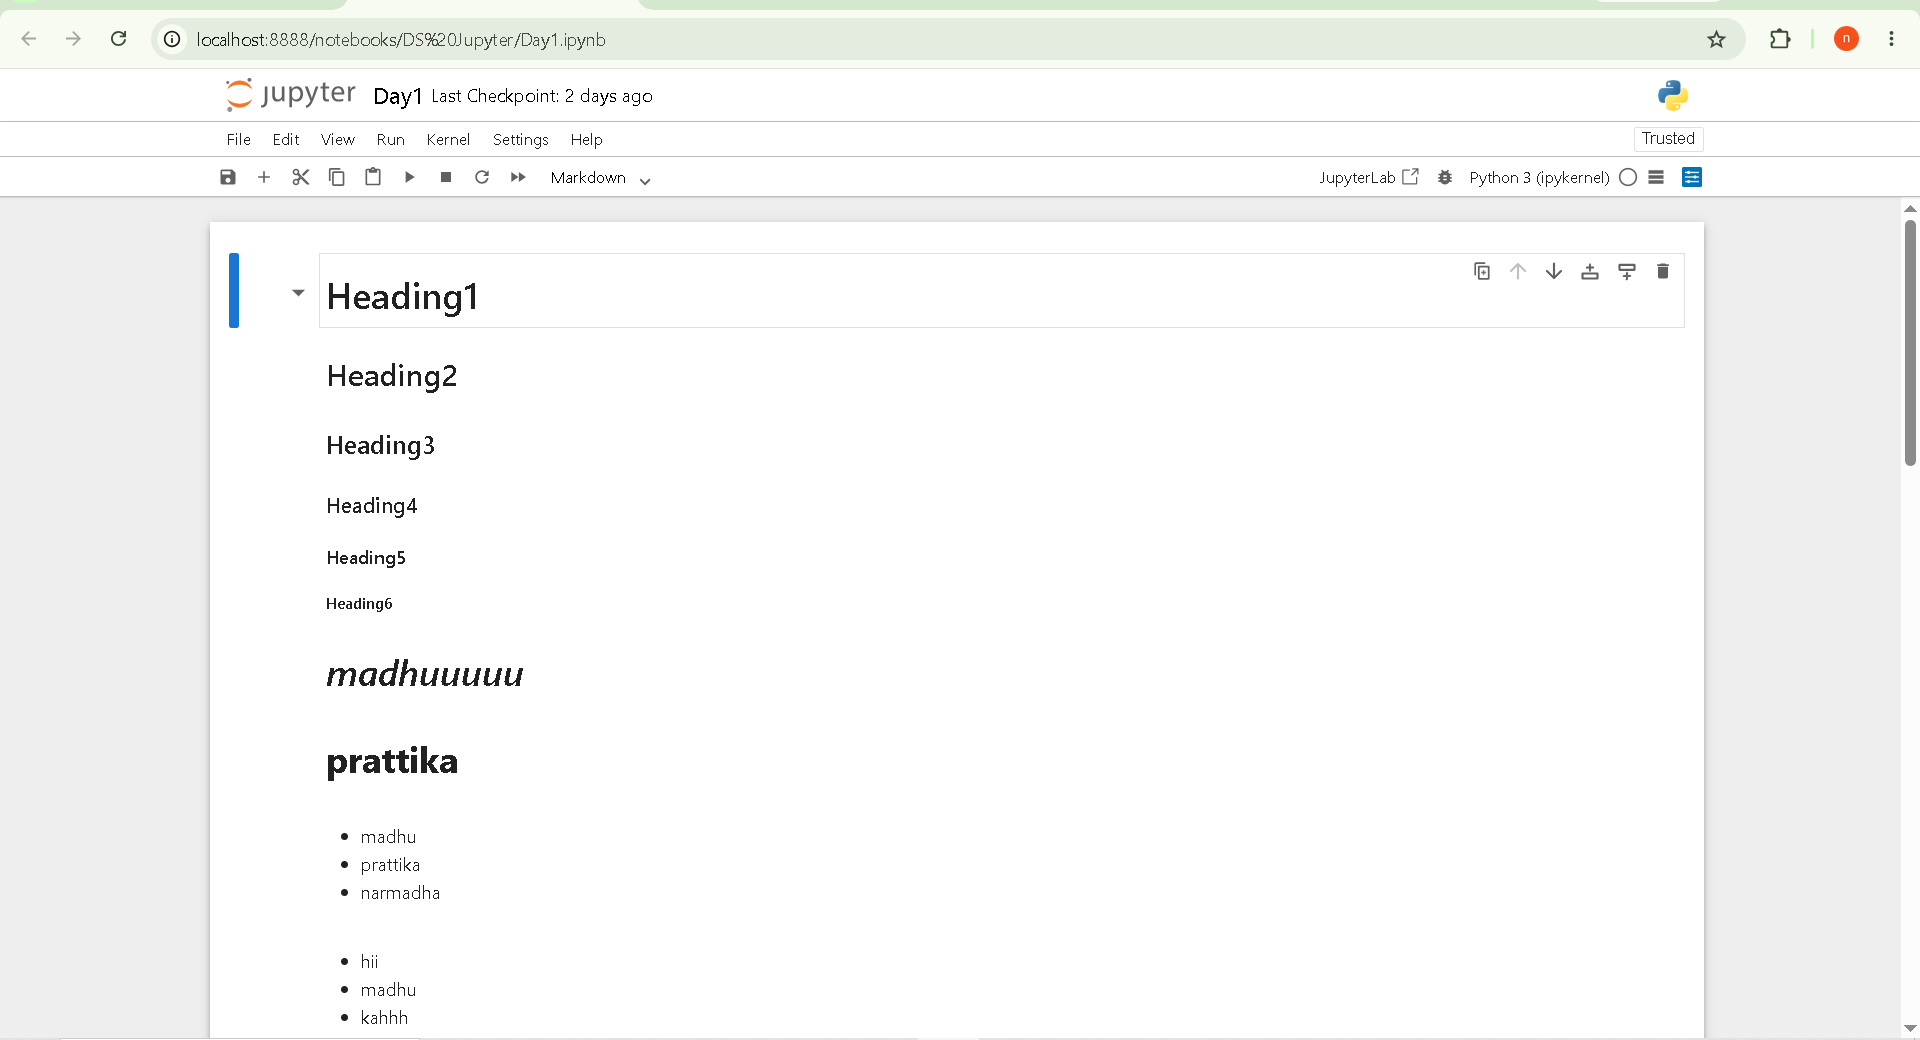 localhost:8888/notebooks/DS%20Jupyter/Day1.ipynb
n
jupyter Day1 Last Checkpoint: 2 days ago
File Edit View Run Kernel Settings Help
Trusted
Markdown
JupyterLab
Python 3 (ipykernel)
Heading1
Heading2
Heading3
Heading4
Heading5
Heading6
madhuuuuu
prattika
madhu
prattika
narmadha
hii
madhu
kahhh